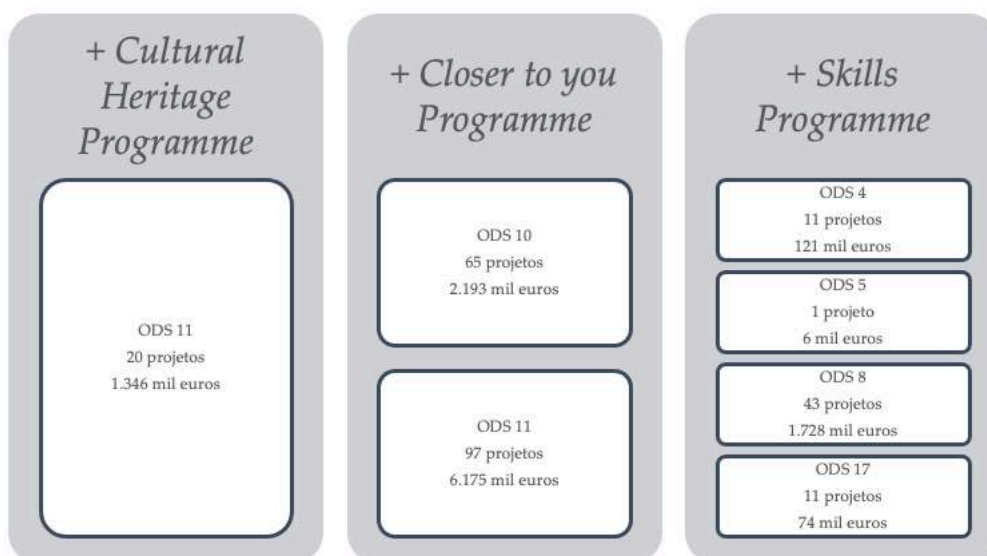 + Cultural
Heritage
Programme
ODS 11
20 projetos
1.346 mil euros
+ Closer to you
Programme
ODS 10
65 projetos
2.193 mil euros
ODS 11
97 projetos
6.175 mil euros
+ Skills
Programme
ODS 4
11 projetos
121 mil euros
ODS 5
1 projeto
6 mil euros
ODS 8
43 projetos
1.728 mil euros
ODS 17
11 projetos
74 mil euros